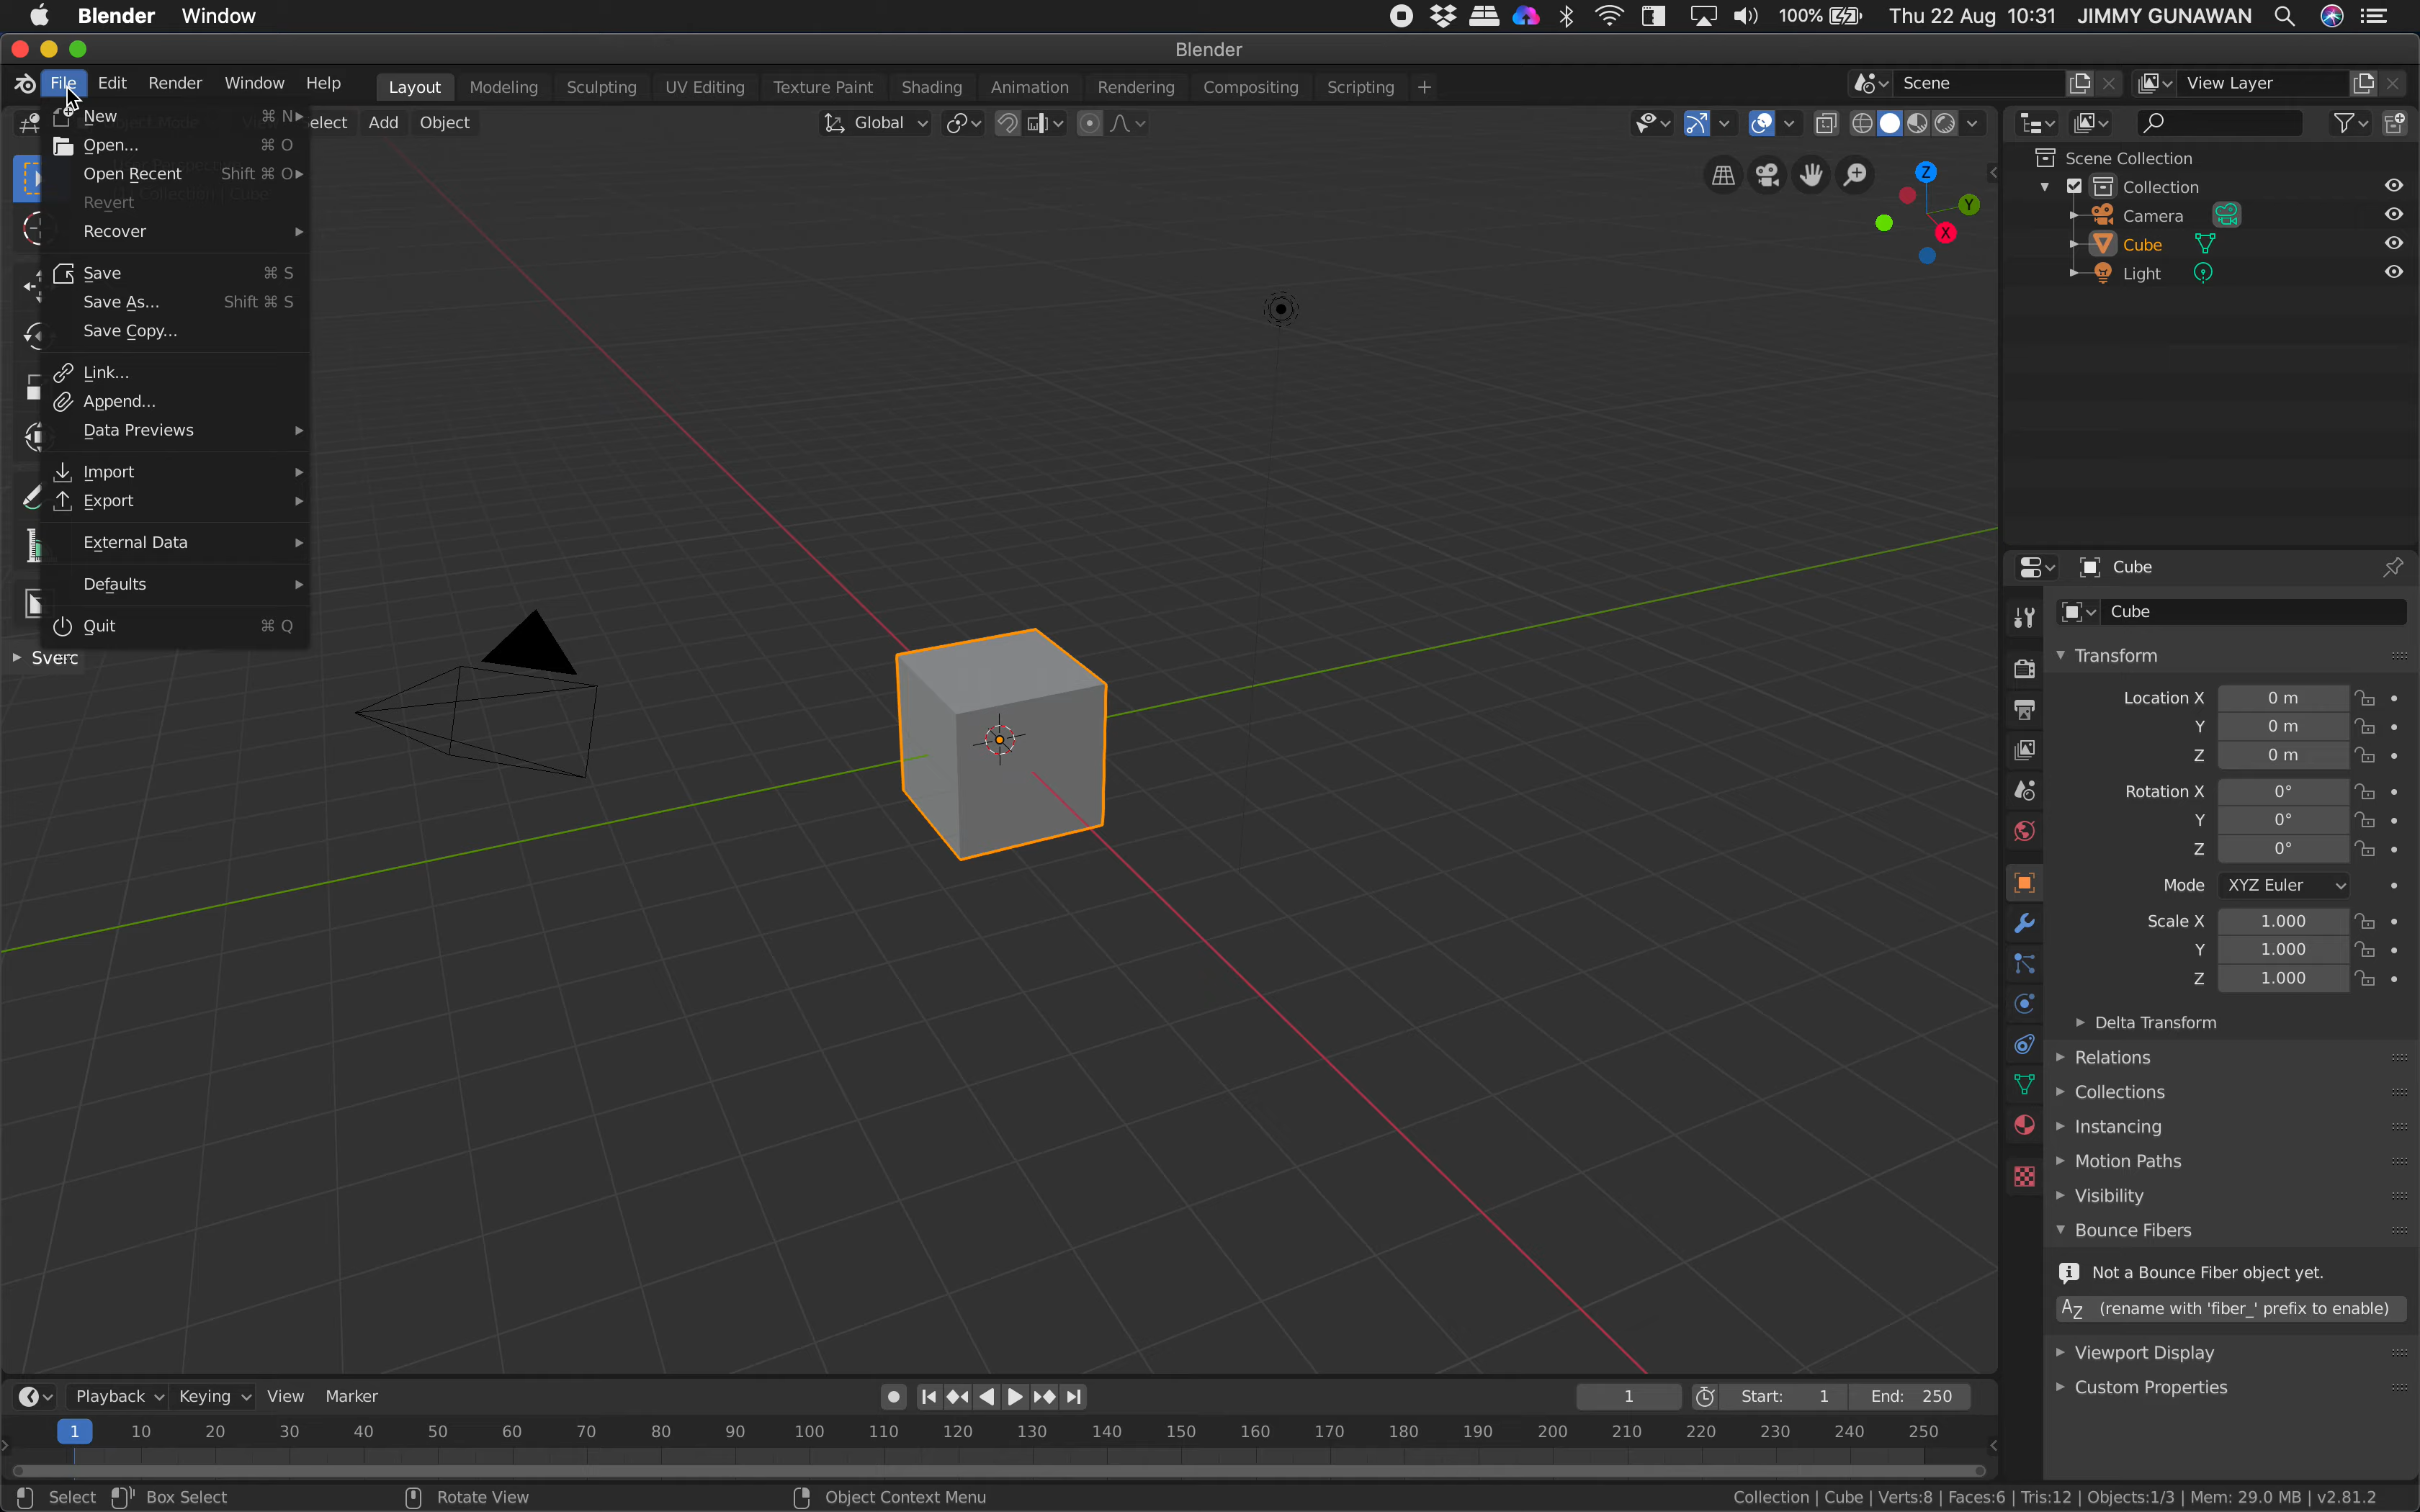 Blender Window 100% Thu 22 Aug 10:31 JIMMY GUNAWAN
Blender
File Edit Render Window Help Layout Modeling Sculpting UV Editing Texture Paint Shading Animation Rendering Compositing Scripting + Scene View Layer
elect Add Object Global
New ⌘ N
Open... ⌘ O
Open Recent Shift ⌘ O
Revert
Recover
Save ⌘ S
Save As... Shift ⌘ S
Save Copy...
Link...
Append...
Data Previews
Import
Export
External Data
Defaults
Quit ⌘ Q
Sverc
Z
Y
X
Scene Collection
Collection
Camera
Cube
Light
Cube
Cube
Transform
Location X 0 m
Y 0 m
Z 0 m
Rotation X 0°
Y 0°
Z 0°
Mode XYZ Euler
Scale X 1.000
Y 1.000
Z 1.000
Delta Transform
Relations
Collections
Instancing
Motion Paths
Visibility
Bounce Fibers
Not a Bounce Fiber object yet.
AZ (rename with 'fiber_' prefix to enable)
Viewport Display
Custom Properties
Playback Keying View Marker 1 Start: 1 End: 250
1 10 20 30 40 50 60 70 80 90 100 110 120 130 140 150 160 170 180 190 200 210 220 230 240 250
Select Box Select Rotate View Object Context Menu Collection | Cube | Verts:8 | Faces:6 | Tris:12 | Objects:1/3 | Mem: 29.0 MB | v2.81.2